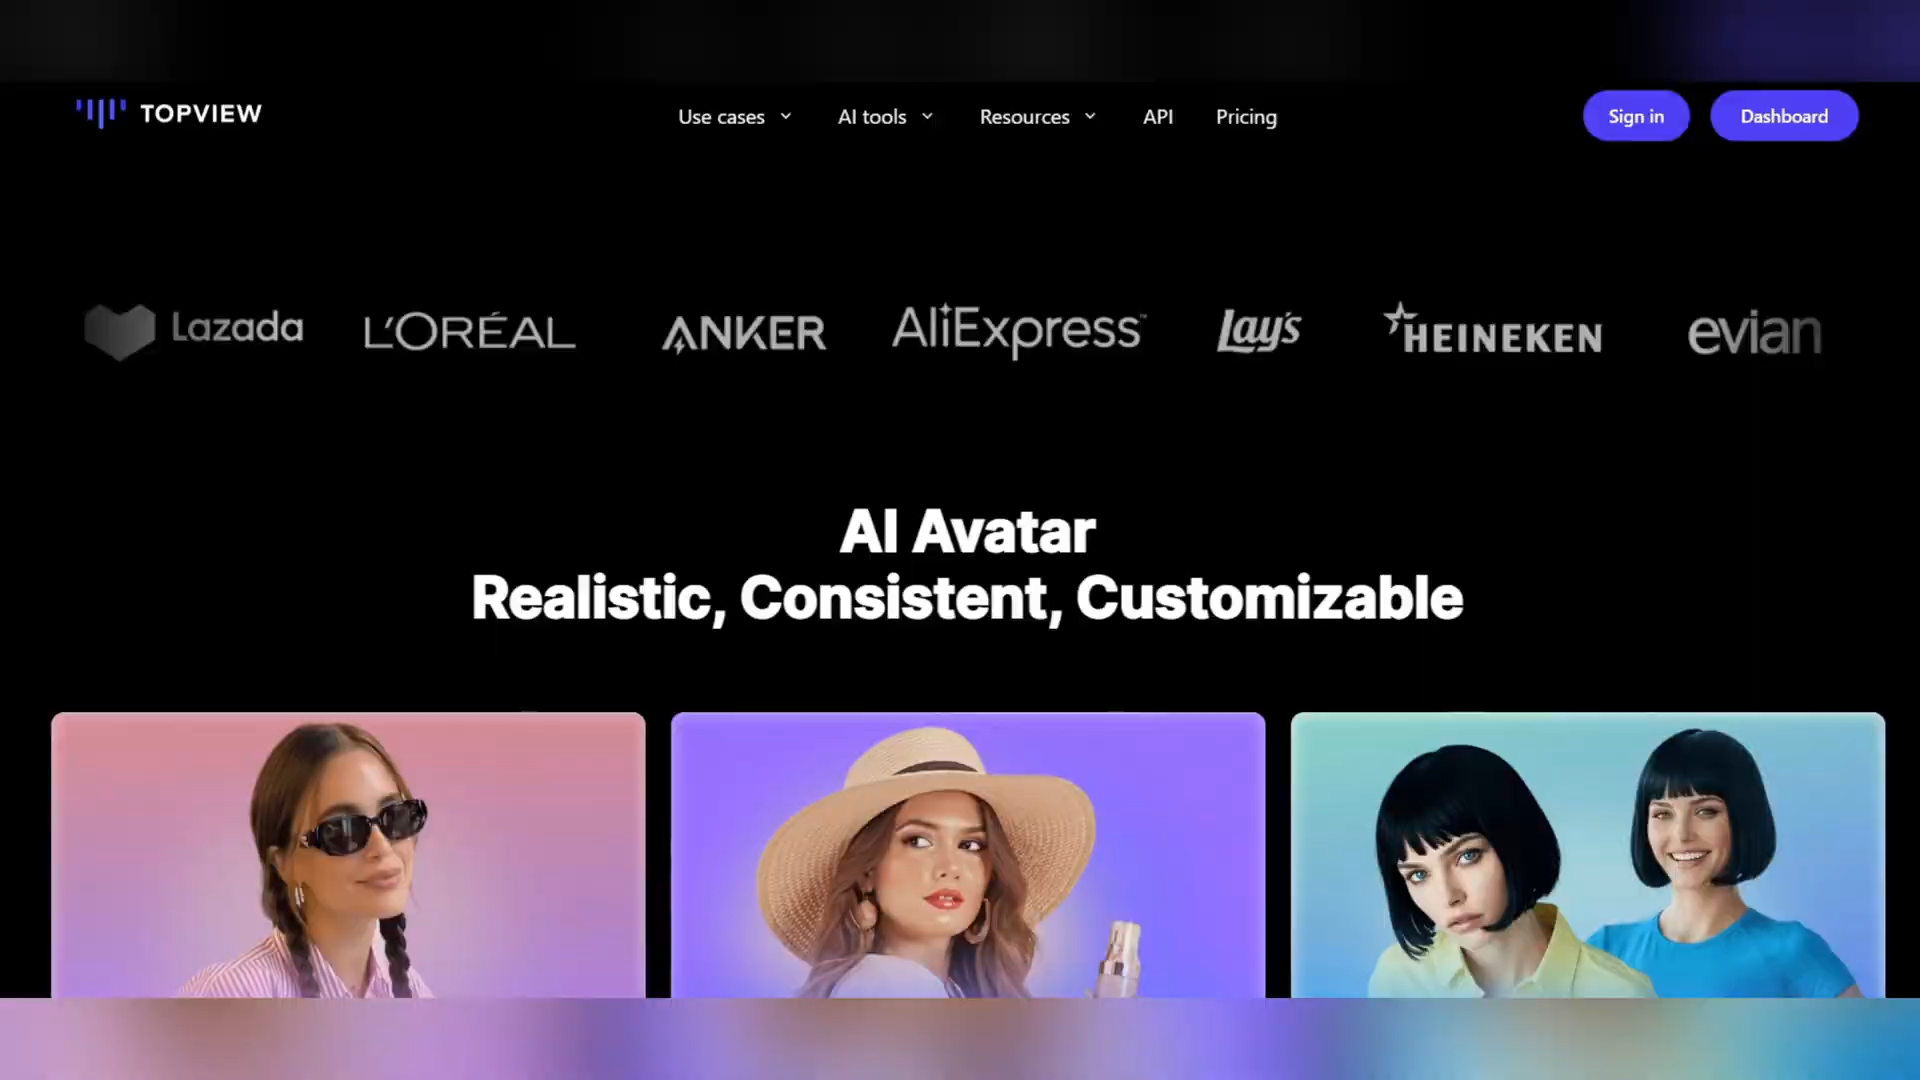 TOPVIEW
Use cases
AI tools
Resources
API
Pricing
Sign in
Dashboard
Lazada
L'ORÉAL
ANKER
AliExpress™
Lay's
HEINEKEN
evian
AI Avatar
Realistic, Consistent, Customizable